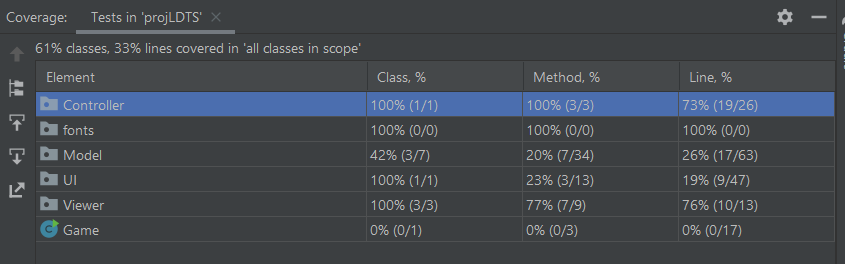 Coverage: Tests in 'projLDTS'
61% classes, 33% lines covered in 'all classes in scope'
Element Class, % Method, % Line, %
Controller 100% (1/1) 100% (3/3) 73% (19/26)
fonts 100% (0/0) 100% (0/0) 100% (0/0)
Model 42% (3/7) 20% (7/34) 26% (17/63)
UI 100% (1/1) 23% (3/13) 19% (9/47)
Viewer 100% (3/3) 77% (7/9) 76% (10/13)
Game 0% (0/1) 0% (0/3) 0% (0/17)